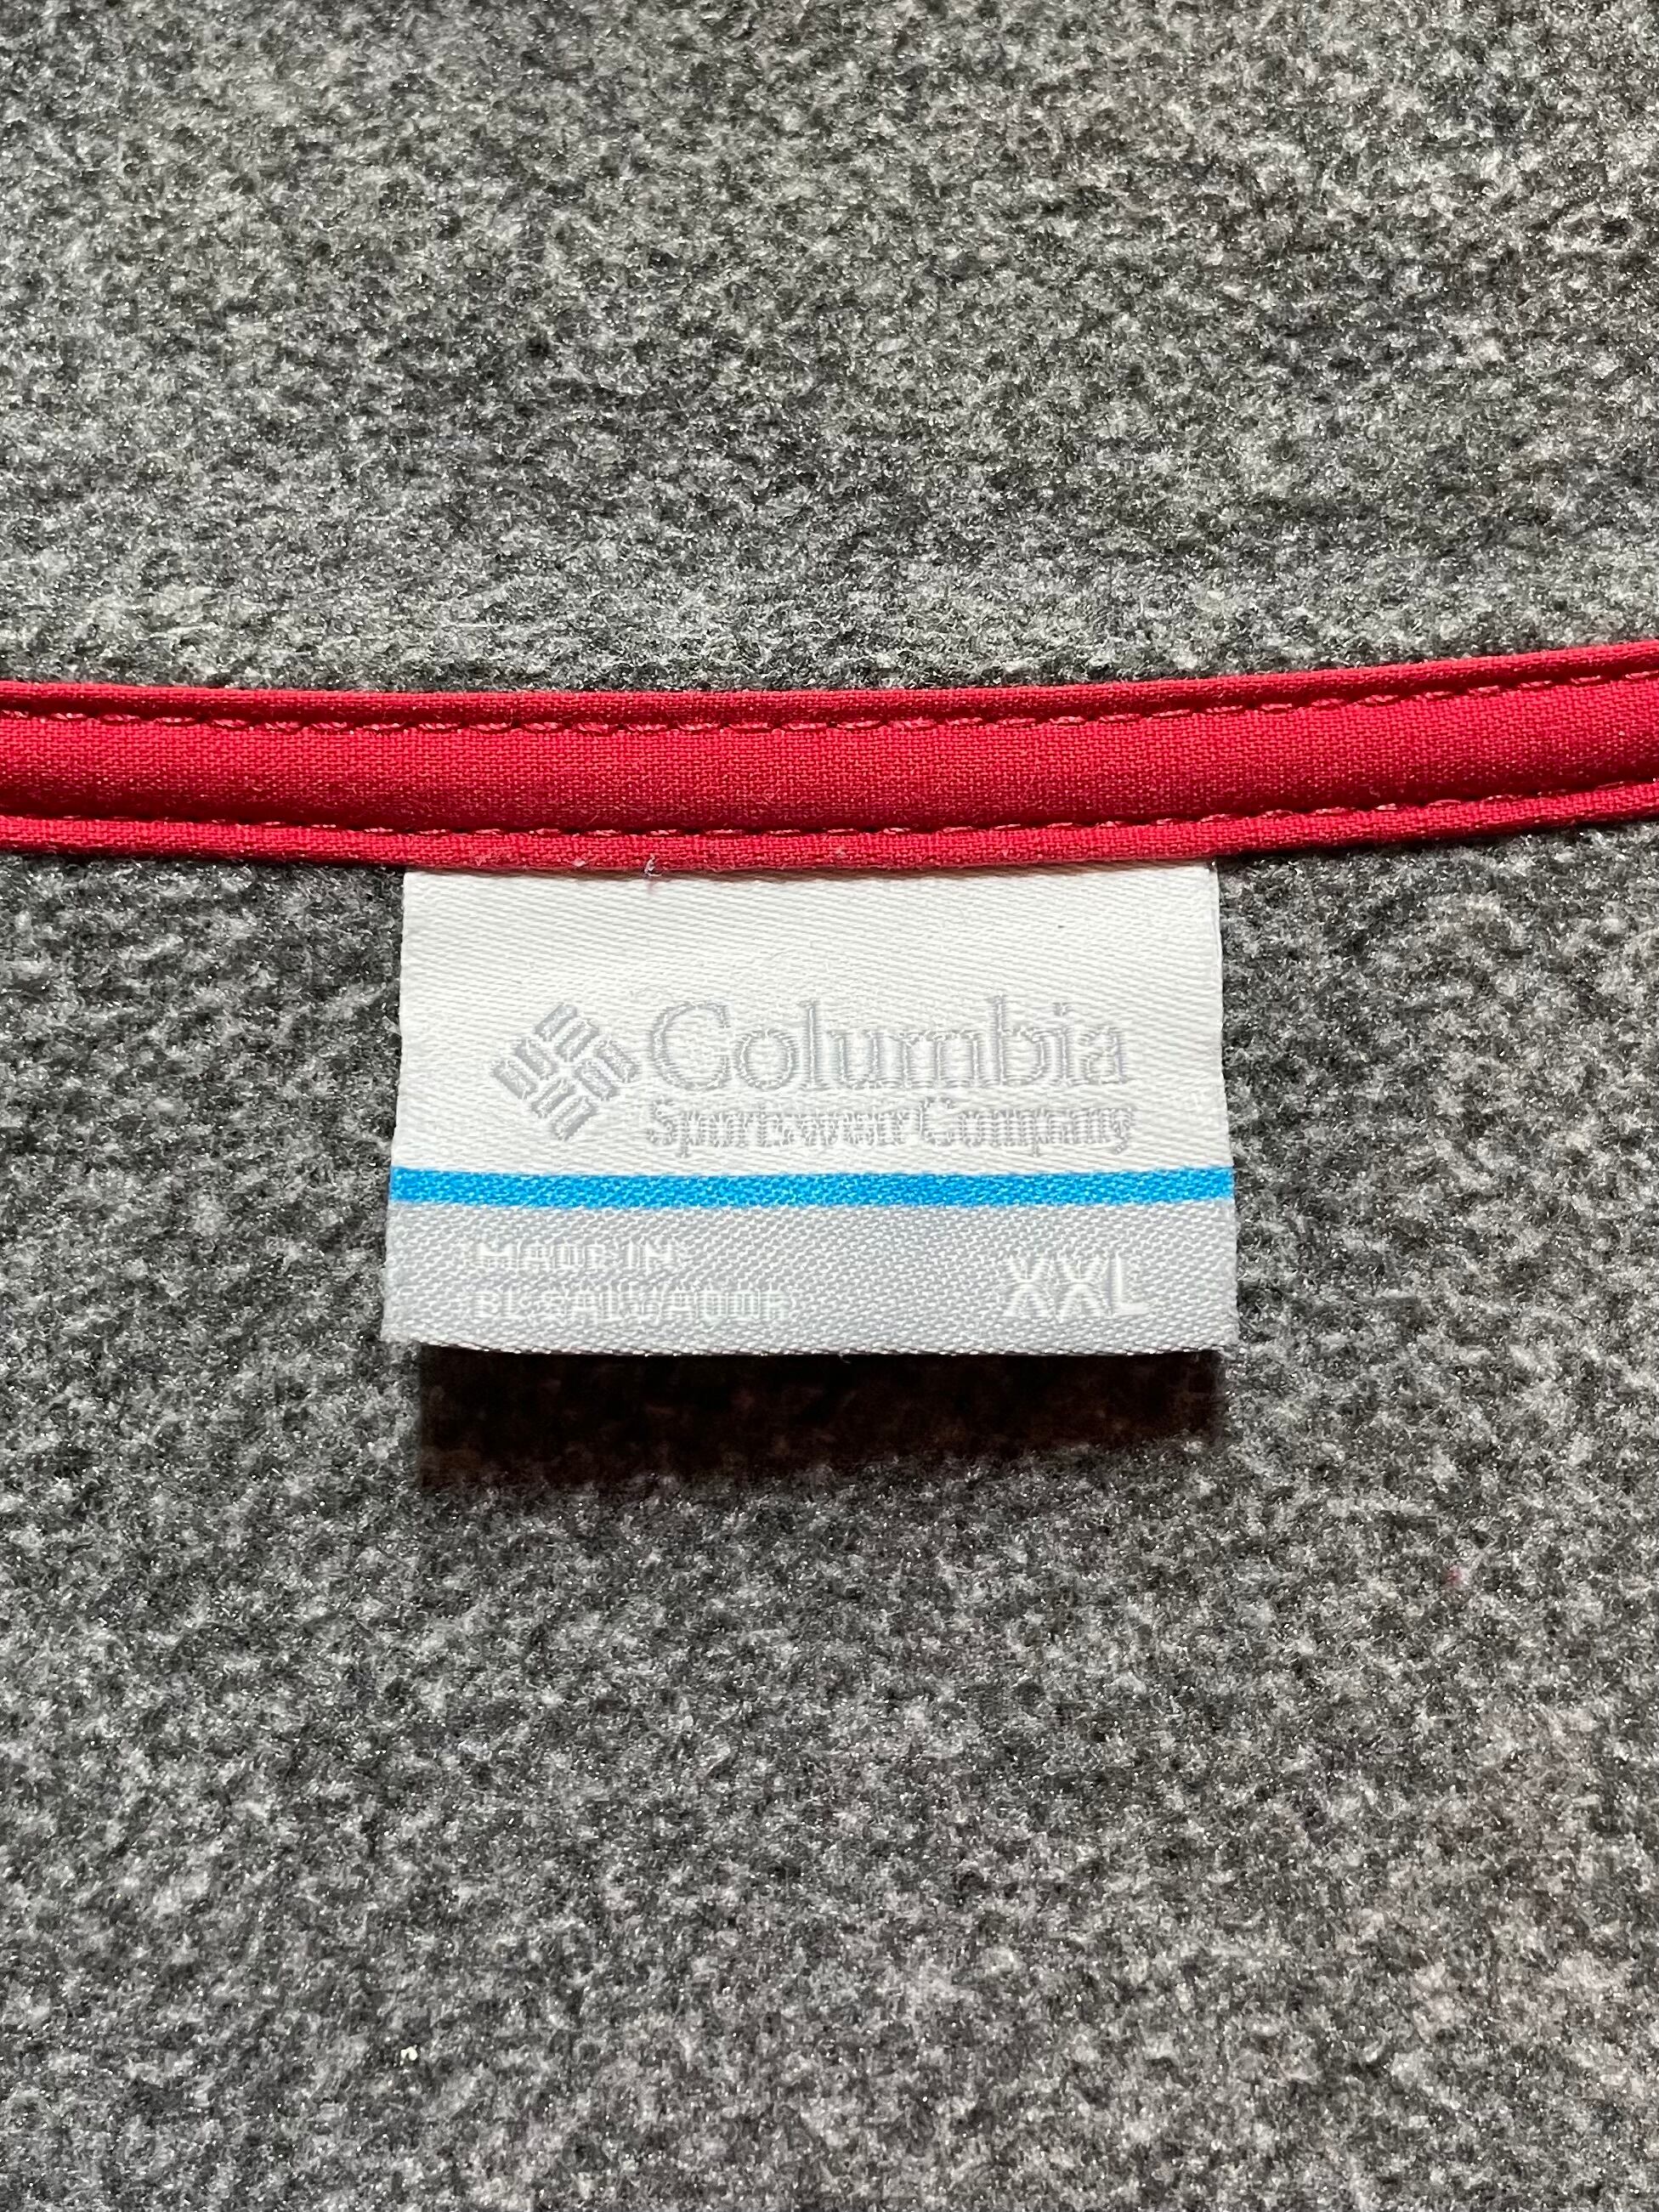 Columbia
Sportswear Company
MADE IN
EL SALVADOR
XXL